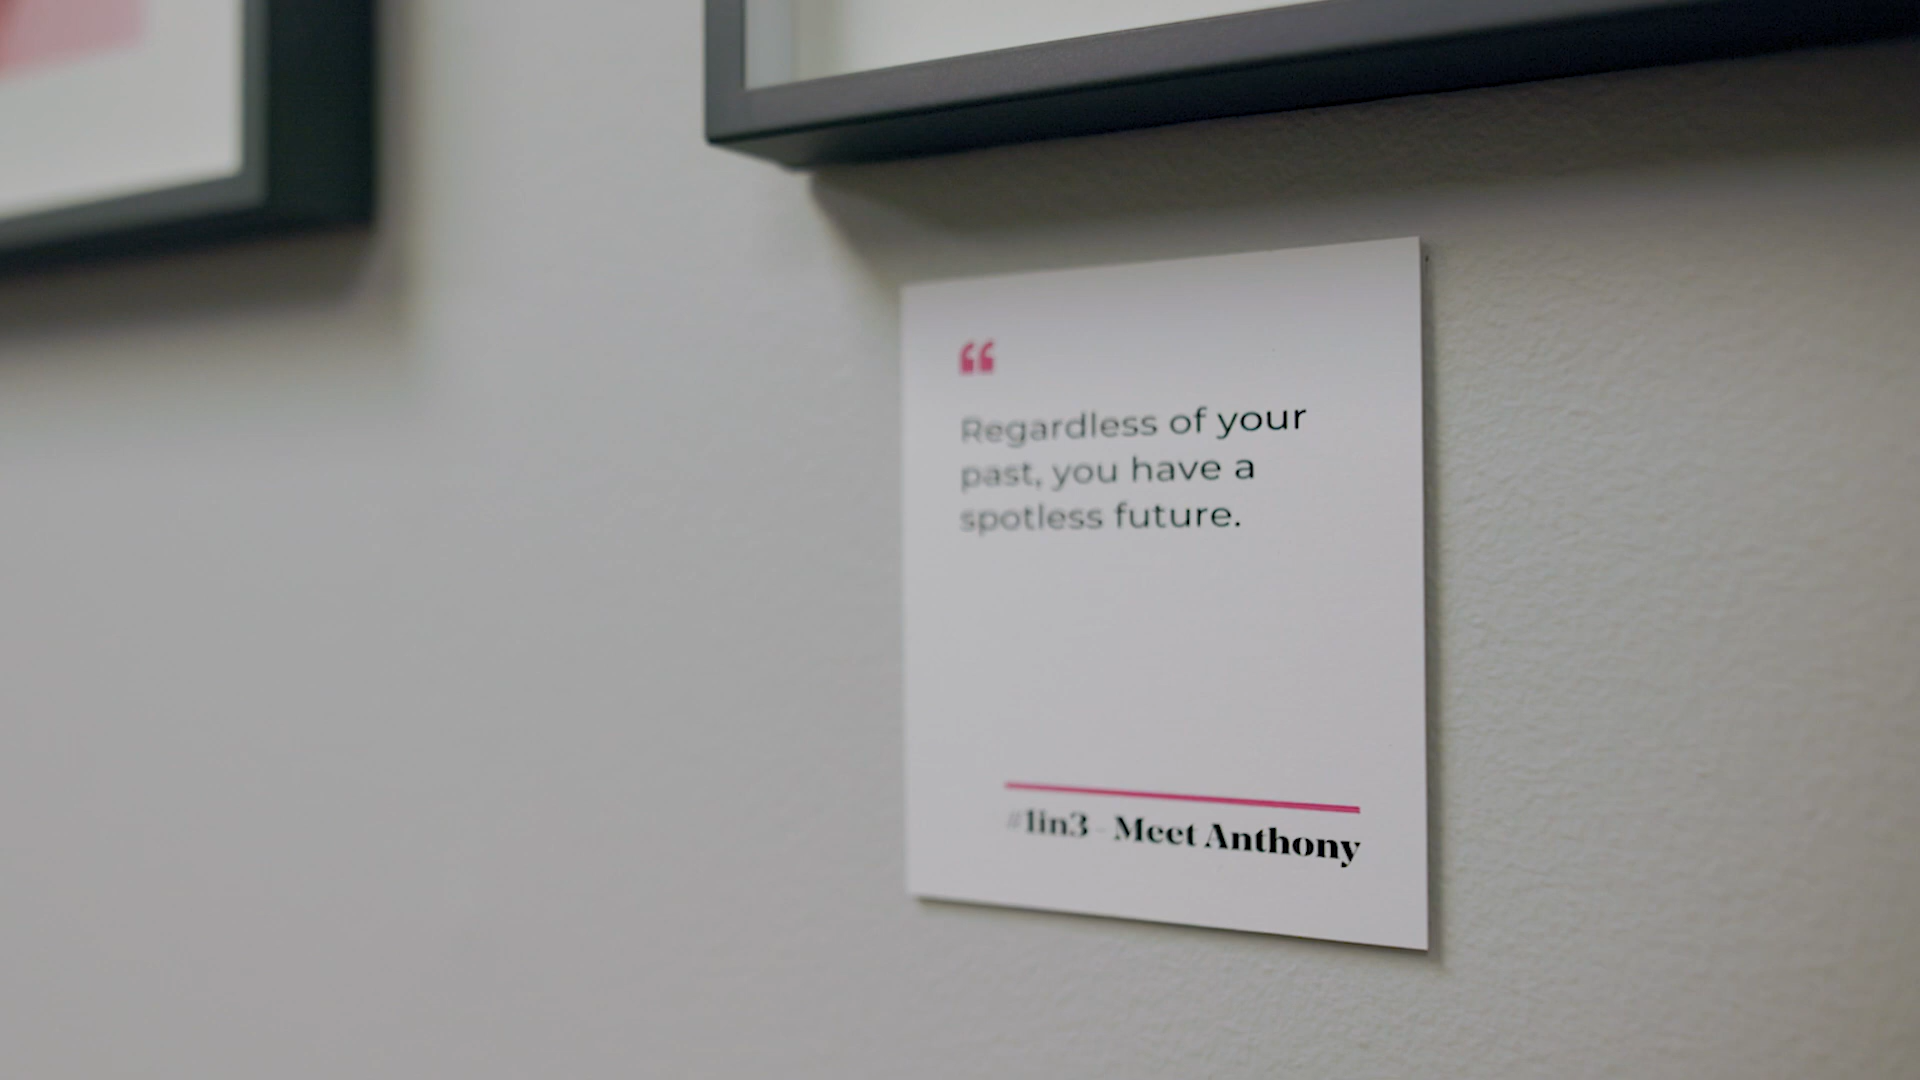 “
Regardless of your
past, you have a
spotless future.
#1in3 - Meet Anthony